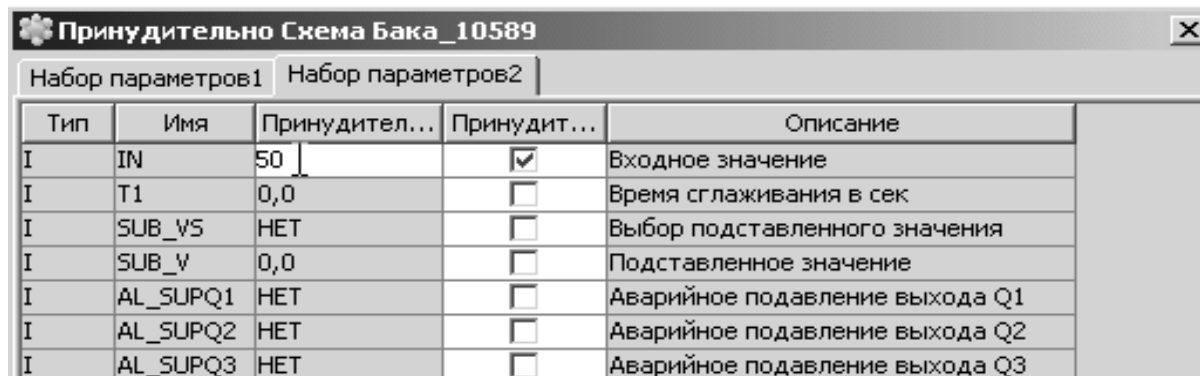 Принудительно Схема Бака_10589
Набор параметров1 Набор параметров2
Тип Имя Принудител... Принудит... Описание
I IN 50 Входное значение
I T1 0,0 Время сглаживания в сек
I SUB_VS НЕТ Выбор подставленного значения
I SUB_V 0,0 Подставленное значение
I AL_SUPQ1 НЕТ Аварийное подавление выхода Q1
I AL_SUPQ2 НЕТ Аварийное подавление выхода Q2
I AL_SUPQ3 НЕТ Аварийное подавление выхода Q3